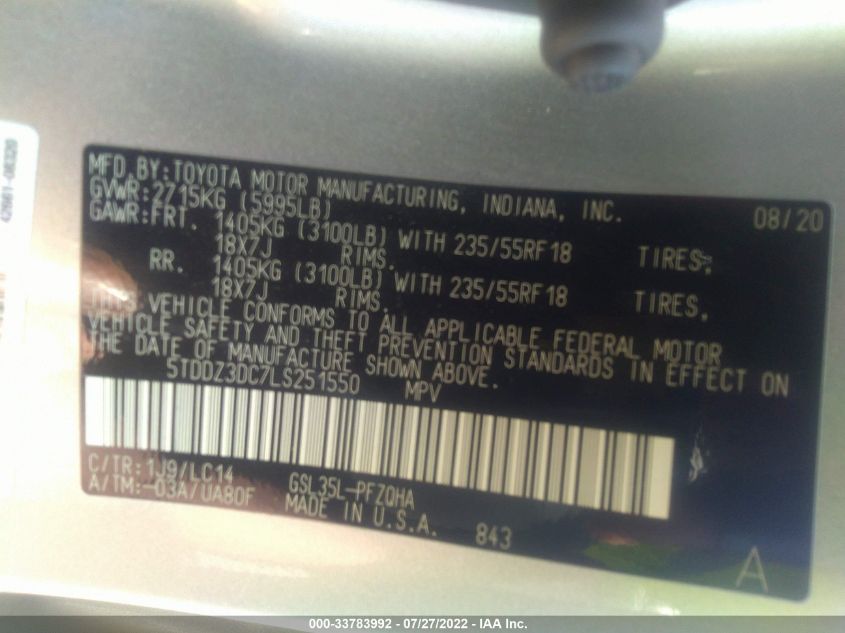 MFD.BY:TOYOTA MOTOR MANUFACTURING, INDIANA, INC. 08/20
GVWR:2715KG (5995LB)
GAWR:FRT. 1405KG (3100LB) WITH 235/55RF18 TIRES,
18X7J RIMS.
RR. 1405KG (3100LB) WITH 235/55RF18 TIRES,
18X7J RIMS.
THIS VEHICLE CONFORMS TO ALL APPLICABLE FEDERAL MOTOR
VEHICLE SAFETY AND THEFT PREVENTION STANDARDS IN EFFECT ON
THE DATE OF MANUFACTURE SHOWN ABOVE.
5TDDZ3DC7LS251550 MPV
C/TR:1J9/LC14 GSL35L-PFZQHA
A/TM:-03A/UA80F MADE IN U.S.A. 843
A
000-33783992 - 07/27/2022 - IAA Inc.